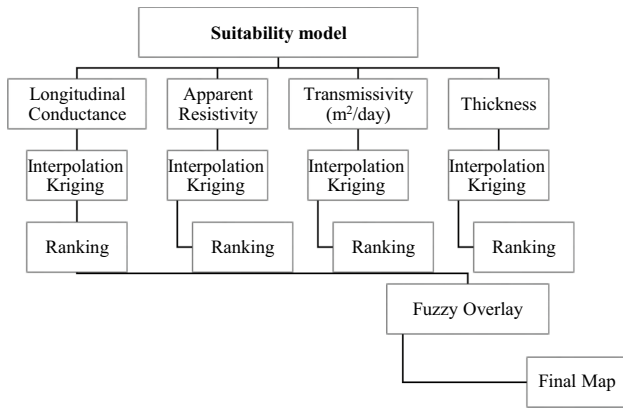 Suitability model
Longitudinal
Conductance
Apparent
Resistivity
Transmissivity
(m²/day)
Thickness
Interpolation
Kriging
Interpolation
Kriging
Interpolation
Kriging
Interpolation
Kriging
Ranking
Ranking
Ranking
Ranking
Fuzzy Overlay
Final Map